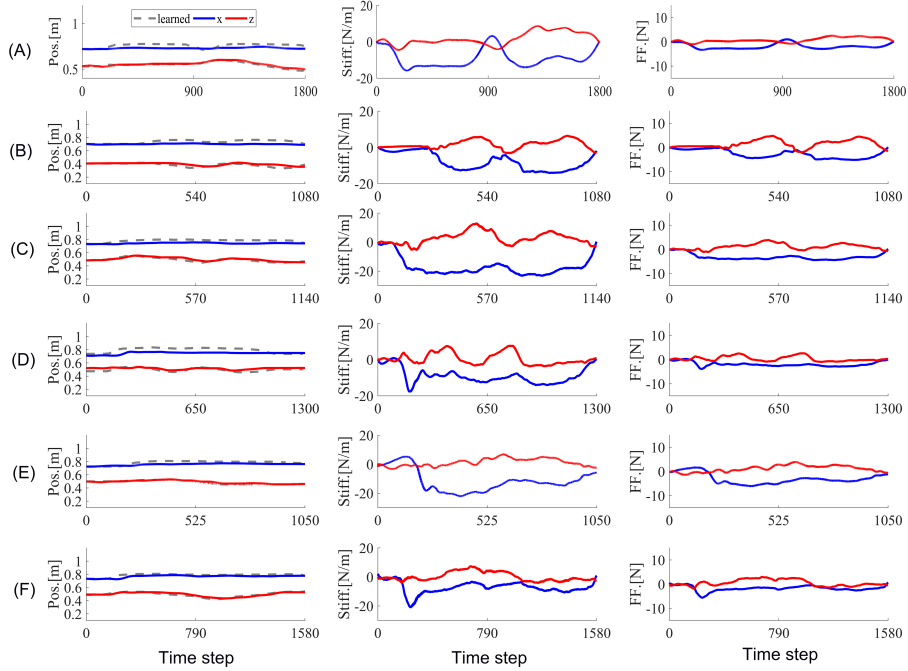 learned x z
(A)
Pos.[m]
1
0.5
0 900 1800
Stiff.[N/m]
20
0
-20
0 900 1800
FF.[N]
10
0
-10
0 900 1800
(B)
Pos.[m]
1
0.8
0.6
0.4
0.2
0 540 1080
Stiff.[N/m]
20
0
-20
0 540 1080
FF.[N]
10
0
-10
0 540 1080
(C)
Pos.[m]
1
0.8
0.6
0.4
0.2
0 570 1140
Stiff.[N/m]
20
0
-20
0 570 1140
FF.[N]
10
0
-10
0 570 1140
(D)
Pos.[m]
1
0.8
0.6
0.4
0.2
0 650 1300
Stiff.[N/m]
20
0
-20
0 650 1300
FF.[N]
10
0
-10
0 650 1300
(E)
Pos.[m]
1
0.8
0.6
0.4
0.2
0 525 1050
Stiff.[N/m]
20
0
-20
0 525 1050
FF.[N]
10
0
-10
0 525 1050
(F)
Pos.[m]
1
0.8
0.6
0.4
0.2
0 790 1580
Stiff.[N/m]
20
0
-20
0 790 1580
FF.[N]
10
0
-10
0 790 1580
Time step Time step Time step